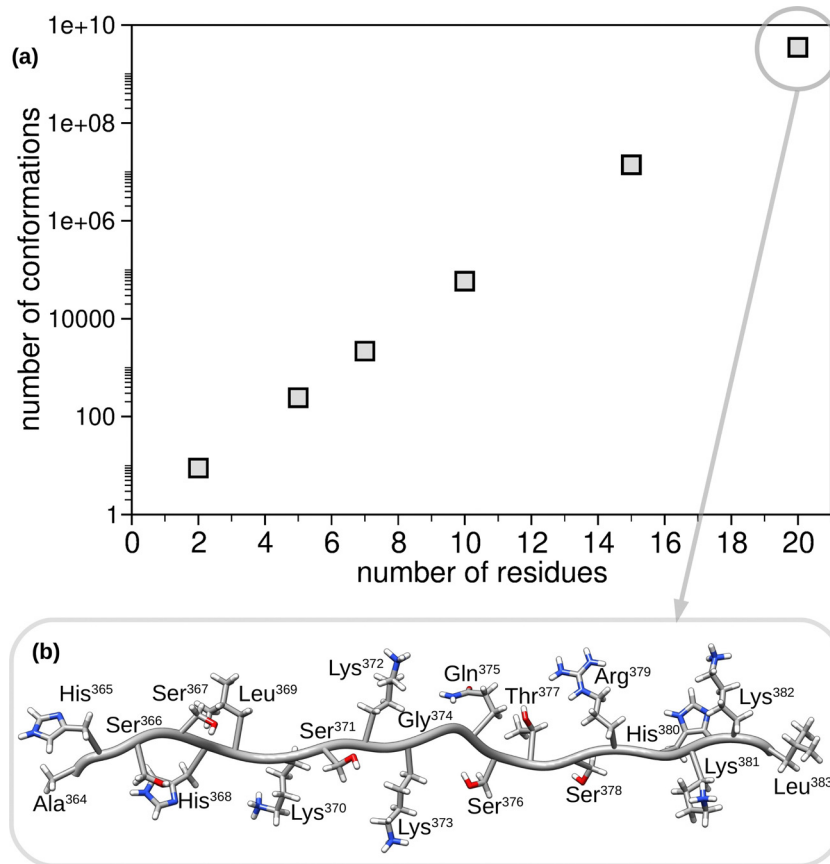 (a)
number of conformations
1e+10
1e+08
1e+06
10000
100
1
0 2 4 6 8 10 12 14 16 18 20
number of residues
(b)
His³⁶⁵
Ser³⁶⁶
Ser³⁶⁷
Leu³⁶⁹
Lys³⁷²
Gln³⁷⁵
Thr³⁷⁷
Arg³⁷⁹
Lys³⁸²
Ser³⁷¹
Gly³⁷⁴
His³⁸⁰
Ala³⁶⁴
His³⁶⁸
Lys³⁷⁰
Lys³⁷³
Ser³⁷⁶
Ser³⁷⁸
Lys³⁸¹
Leu³⁸³